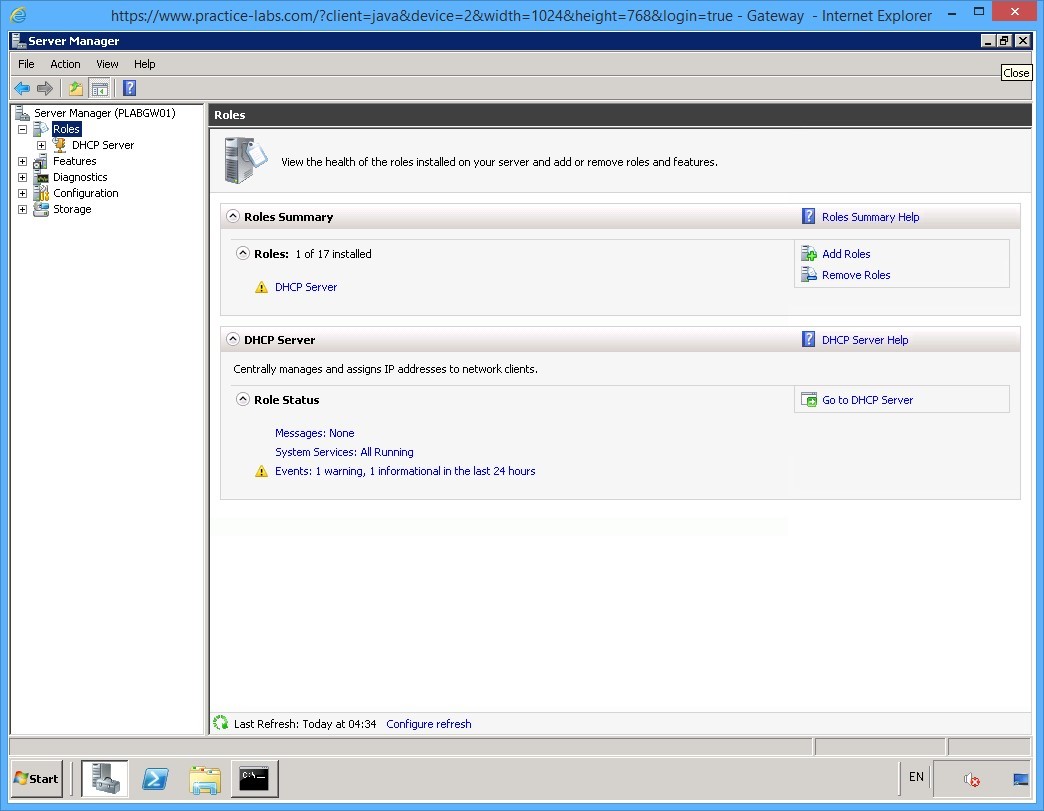 https://www.practice-labs.com/?client=java&device=2&width=1024&height=768&login=true - Gateway - Internet Explorer
Server Manager
File Action View Help
Close
Server Manager (PLABGW01)
Roles
DHCP Server
Features
Diagnostics
Configuration
Storage
Roles
View the health of the roles installed on your server and add or remove roles and features.
Roles Summary
Roles Summary Help
Roles: 1 of 17 installed
Add Roles
Remove Roles
DHCP Server
DHCP Server
DHCP Server Help
Centrally manages and assigns IP addresses to network clients.
Role Status
Go to DHCP Server
Messages: None
System Services: All Running
Events: 1 warning, 1 informational in the last 24 hours
Last Refresh: Today at 04:34 Configure refresh
Start
C:\
EN